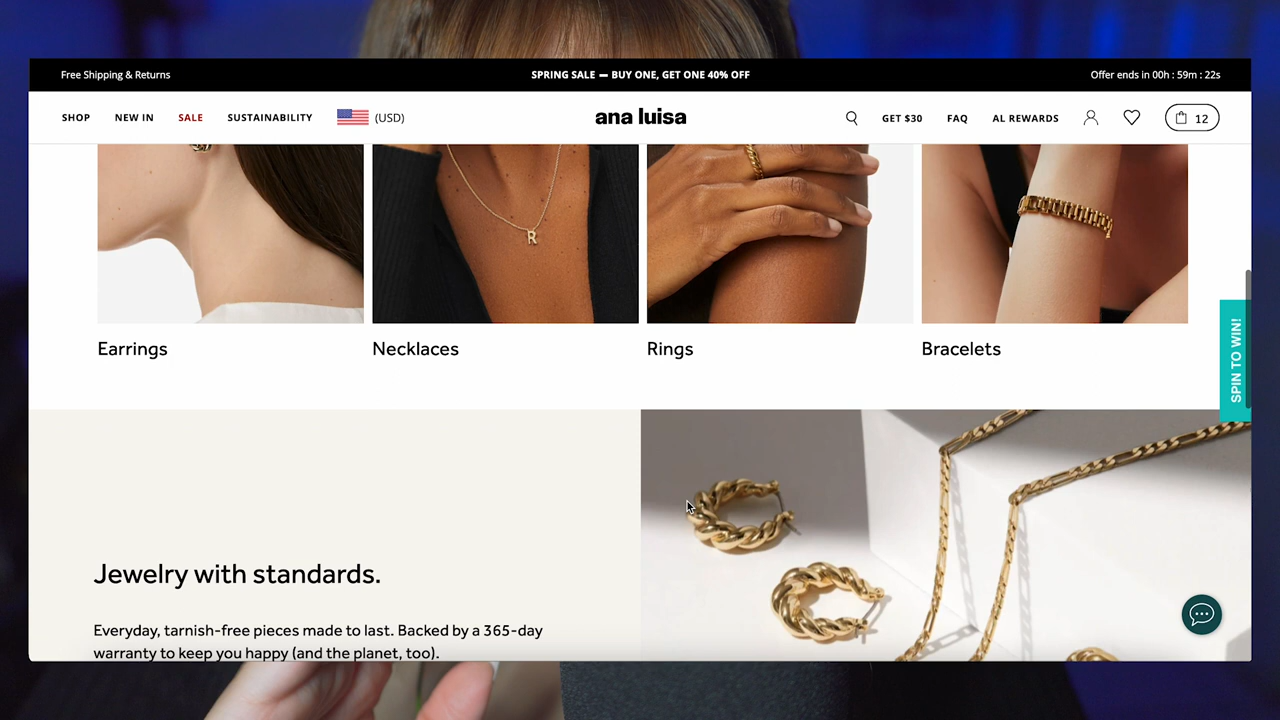 Free Shipping & Returns
SPRING SALE — BUY ONE, GET ONE 40% OFF
Offer ends in 00h : 59m : 22s
SHOP
NEW IN
SALE
SUSTAINABILITY
(USD)
ana luisa
GET $30
FAQ
AL REWARDS
12
R
Earrings
Necklaces
Rings
Bracelets
SPIN TO WIN!
Jewelry with standards.
Everyday, tarnish-free pieces made to last. Backed by a 365-day
warranty to keep you happy (and the planet, too).